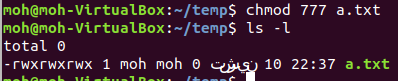 moh@moh-VirtualBox:~/temp$ chmod 777 a.txt
moh@moh-VirtualBox:~/temp$ ls -l
total 0
-rwxrwxrwx 1 moh moh 0 تشرين 10 22:37 a.txt